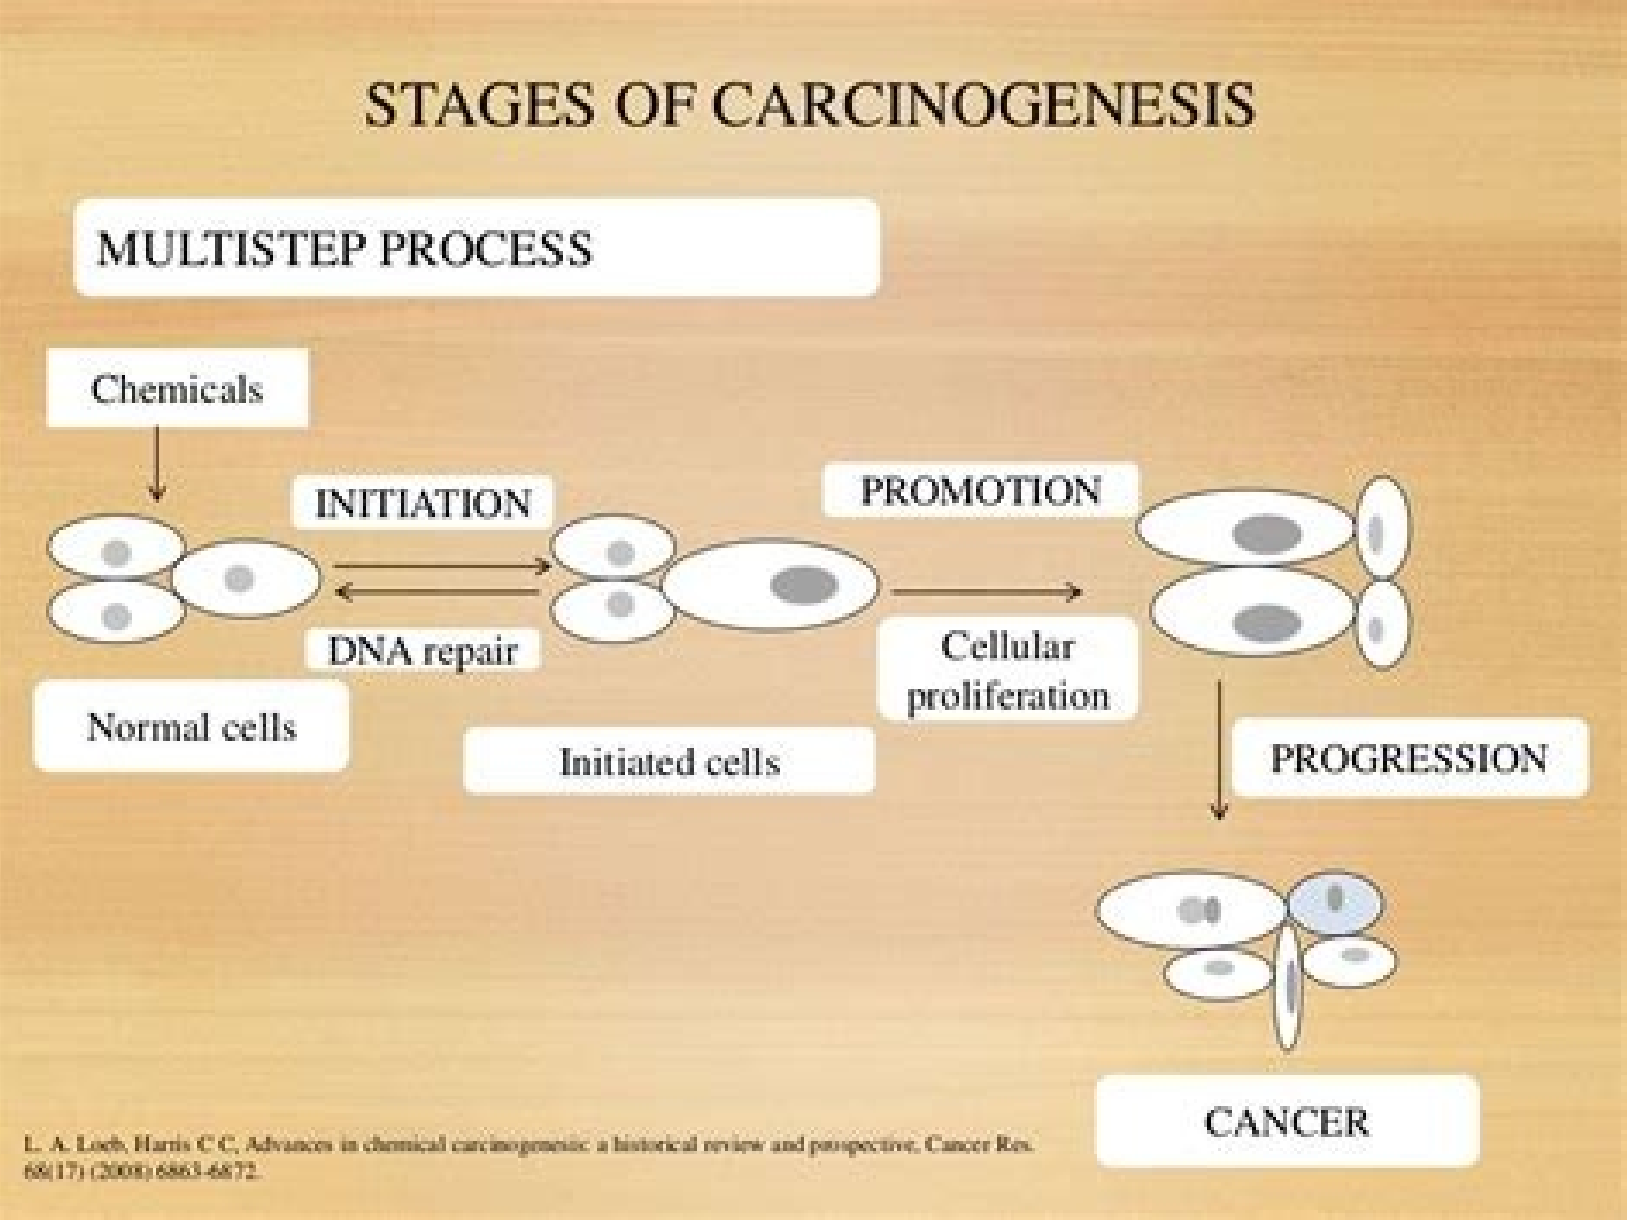 STAGES OF CARCINOGENESIS
MULTISTEP PROCESS
Chemicals
INITIATION
PROMOTION
DNA repair
Cellular
proliferation
Normal cells
Initiated cells
PROGRESSION
CANCER
L. A. Loeb, Harris C C, Advances in chemical carcinogenesis: a historical review and prospective, Cancer Res.
68(17) (2008) 6863-6872.